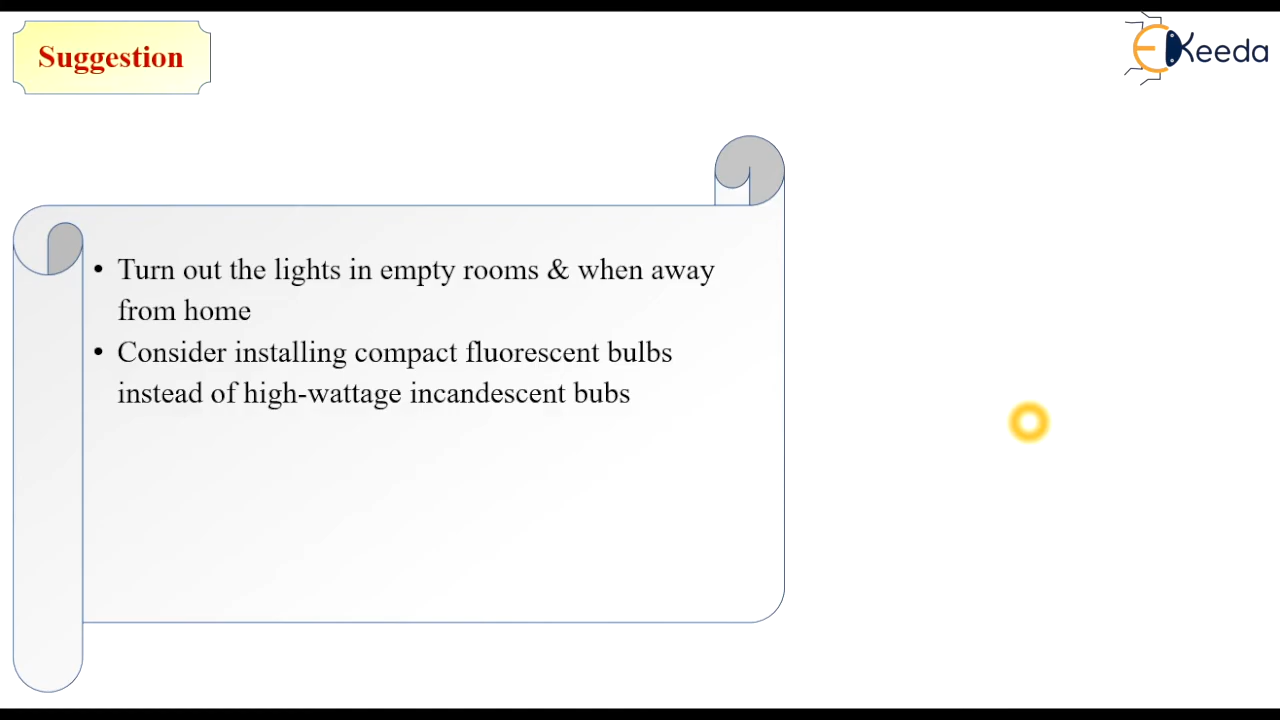 Suggestion
EKeeda
• Turn out the lights in empty rooms & when away
from home
• Consider installing compact fluorescent bulbs
instead of high-wattage incandescent bubs